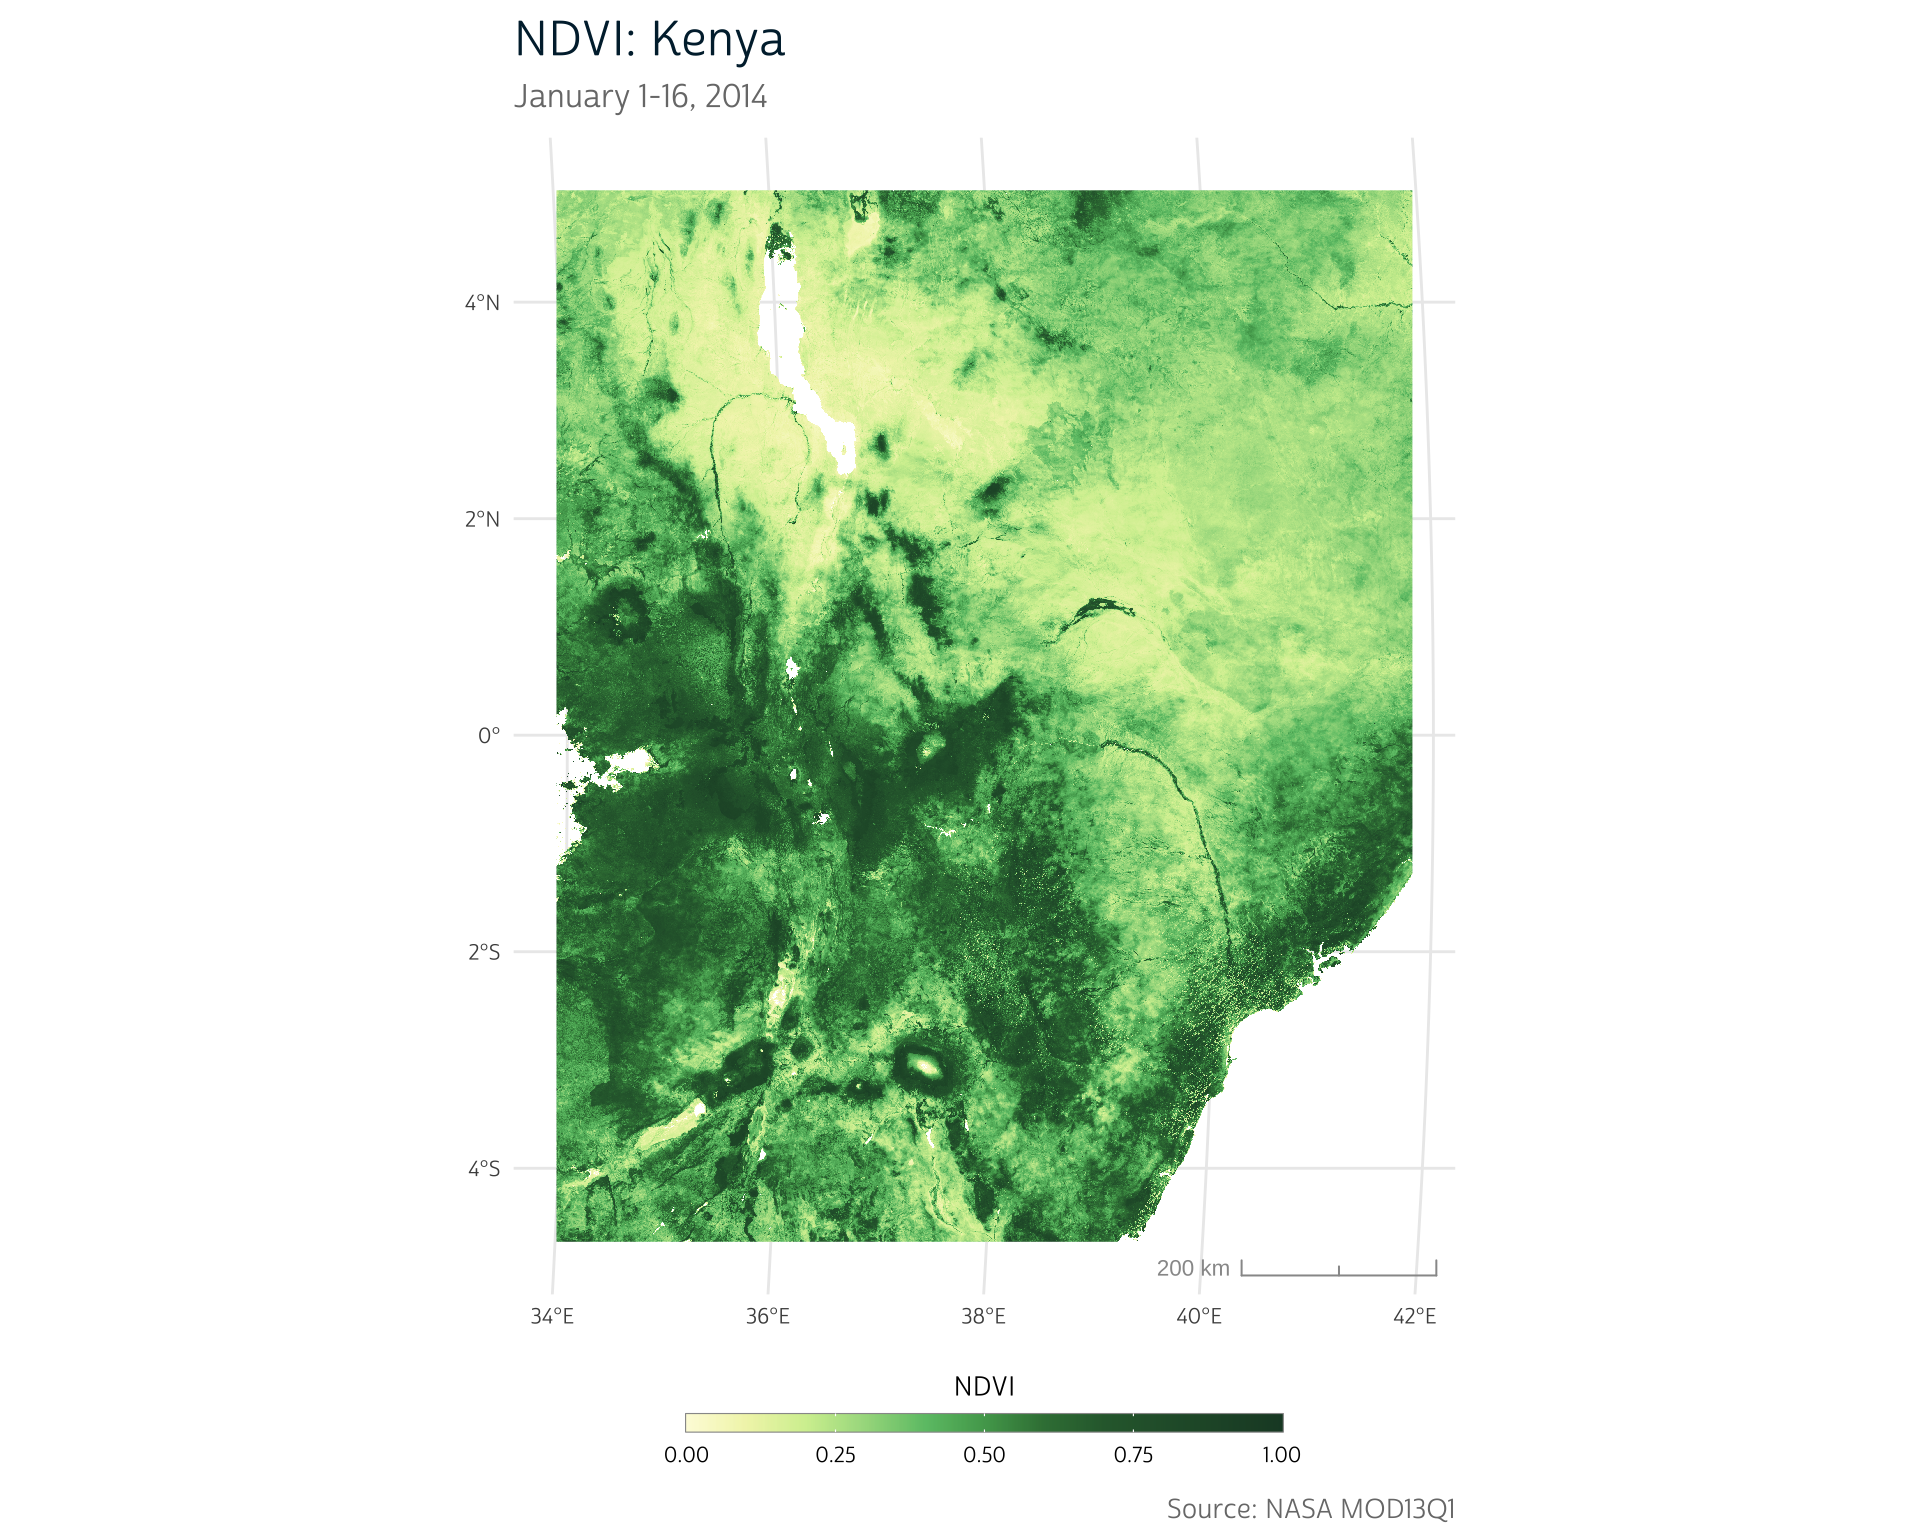 NDVI: Kenya
January 1-16, 2014
4°N
2°N
0°
2°S
4°S
200 km
34°E 36°E 38°E 40°E 42°E
NDVI
0.00 0.25 0.50 0.75 1.00
Source: NASA MOD13Q1